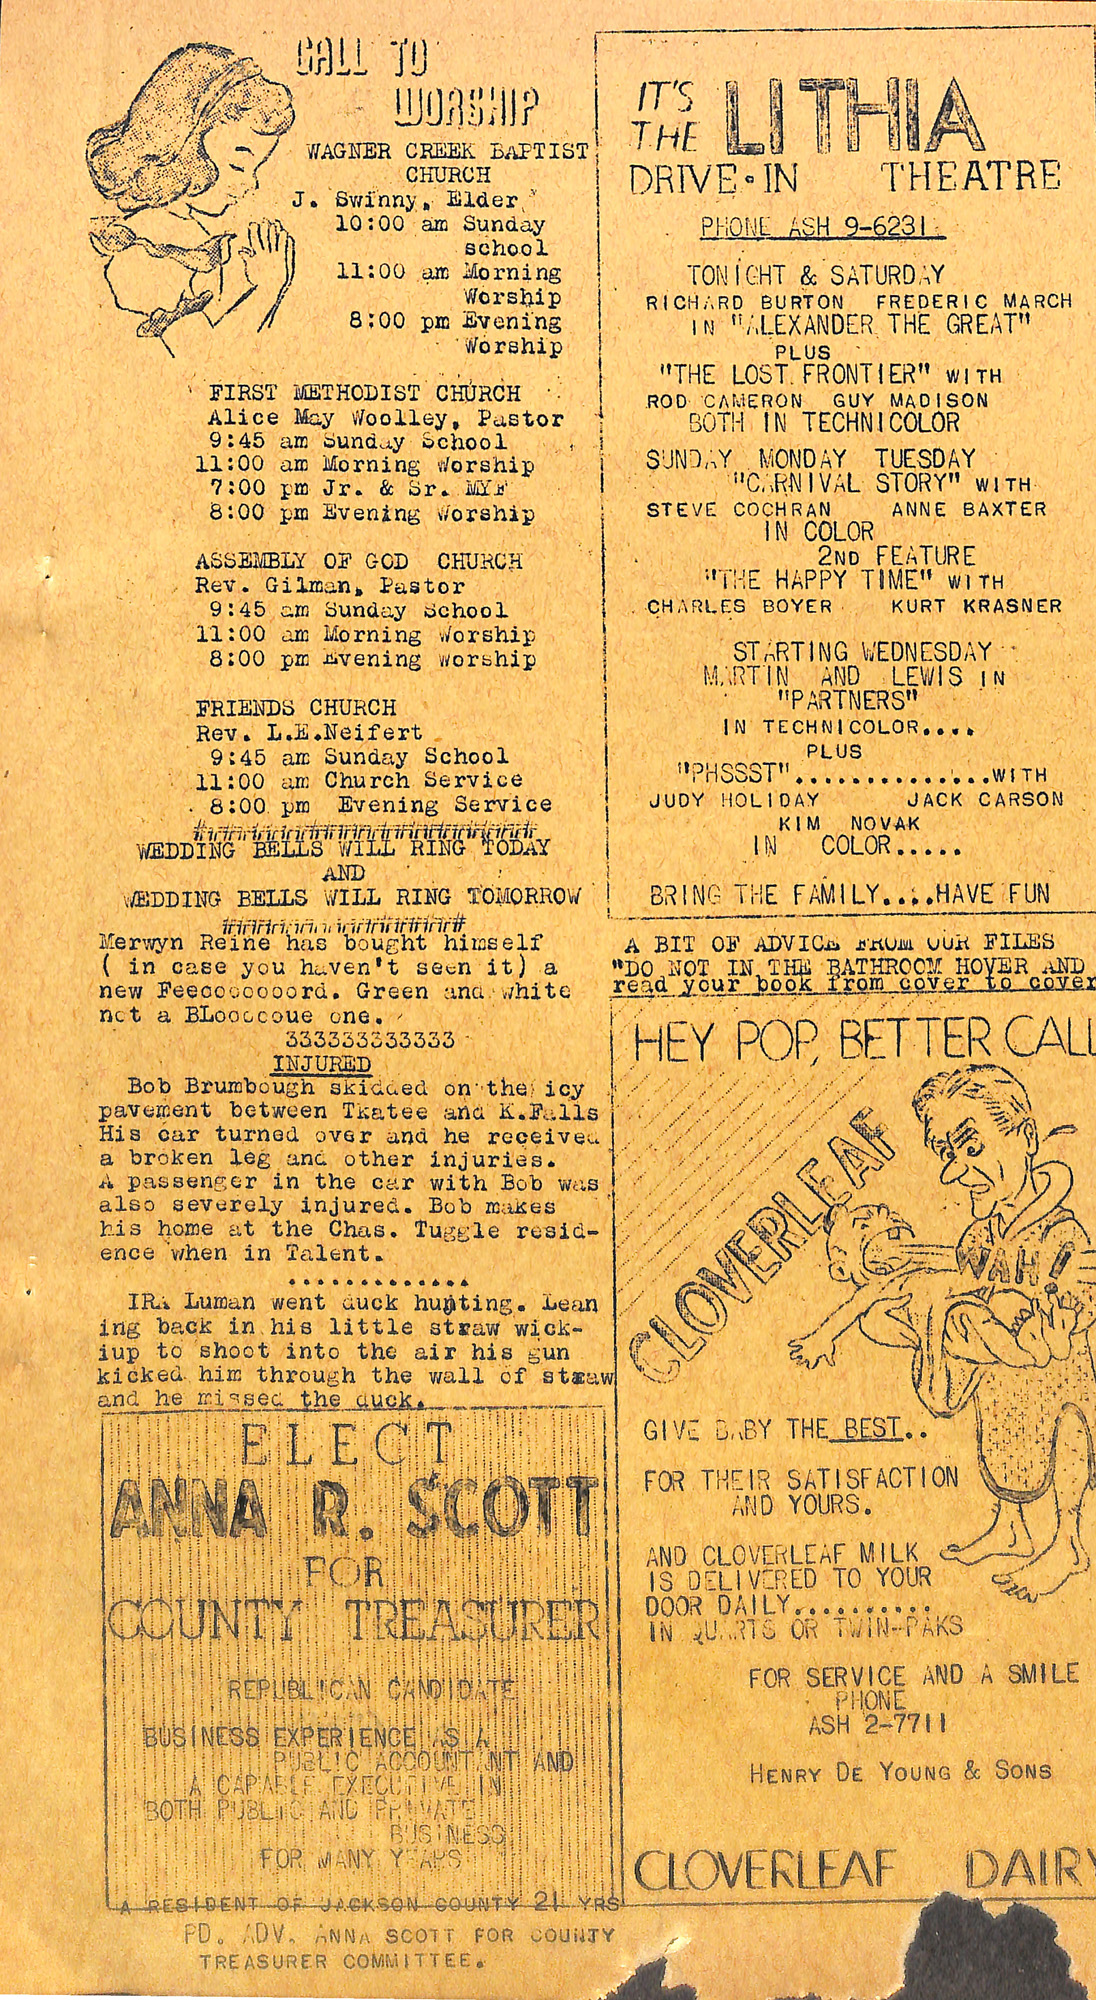 CALL TO
WORSHIP
WAGNER CREEK BAPTIST
CHURCH
J. Swinny, Elder
10:00 am Sunday
school
11:00 am Morning
Worship
8:00 pm Evening
Worship
FIRST METHODIST CHURCH
Alice May Woolley, Pastor
9:45 am Sunday School
11:00 am Morning Worship
7:00 pm Jr. & Sr. MYF
8:00 pm Evening Worship
ASSEMBLY OF GOD CHURCH
Rev. Gilman, Pastor
9:45 am Sunday School
11:00 am Morning Worship
8:00 pm Evening Worship
FRIENDS CHURCH
Rev. L.E.Neifert
9:45 am Sunday School
11:00 am Church Service
8:00 pm Evening Service
WEDDING BELLS WILL RING TODAY
AND
WEDDING BELLS WILL RING TOMORROW
Merwyn Reine has bought himself
( in case you haven't seen it) a
new Feecoooooord. Green and white
not a BLoooooue one.
333333333333
INJURED
Bob Brumbough skidded on the icy
pavement between Tkatee and K.Falls
His car turned over and he received
a broken leg and other injuries.
A passenger in the car with Bob was
also severely injured. Bob makes
his home at the Chas. Tuggle resid-
ence when in Talent.
.............
IRA Luman went duck hunting. Lean
ing back in his little straw wick-
iup to shoot into the air his gun
kicked him through the wall of straw
and he missed the duck.
ELECT
ANNA R. SCOTT
FOR
COUNTY TREASURER
REPUBLICAN CANDIDATE
BUSINESS EXPERIENCE AS A
PUBLIC ACCOUNTANT AND
A CAPABLE EXECUTIVE IN
BOTH PUBLIC AND PRIVATE
BUSINESS
FOR MANY YEARS
A RESIDENT OF JACKSON COUNTY 21 YRS
PD. ADV. ANNA SCOTT FOR COUNTY
TREASURER COMMITTEE.
IT'S
THE LITHIA
DRIVE-IN THEATRE
PHONE ASH 9-6231
TONIGHT & SATURDAY
RICHARD BURTON FREDERIC MARCH
IN "ALEXANDER THE GREAT"
PLUS
"THE LOST FRONTIER" WITH
ROD CAMERON GUY MADISON
BOTH IN TECHNICOLOR
SUNDAY MONDAY TUESDAY
"CARNIVAL STORY" WITH
STEVE COCHRAN ANNE BAXTER
IN COLOR
2ND FEATURE
"THE HAPPY TIME" WITH
CHARLES BOYER KURT KRASNER
STARTING WEDNESDAY
MARTIN AND LEWIS IN
"PARTNERS"
IN TECHNICOLOR....
PLUS
"PHSSST"...............WITH
JUDY HOLIDAY JACK CARSON
KIM NOVAK
IN COLOR.....
BRING THE FAMILY....HAVE FUN
A BIT OF ADVICE FROM OUR FILES
"DO NOT IN THE BATHROOM HOVER AND
read your book from cover to cover
HEY POP, BETTER CALL
CLOVERLEAF
WAH!
GIVE BABY THE BEST..
FOR THEIR SATISFACTION
AND YOURS.
AND CLOVERLEAF MILK
IS DELIVERED TO YOUR
DOOR DAILY..........
IN QUARTS OR TWIN-PAKS
FOR SERVICE AND A SMILE
PHONE
ASH 2-7711
HENRY DE YOUNG & SONS
CLOVERLEAF DAIRY